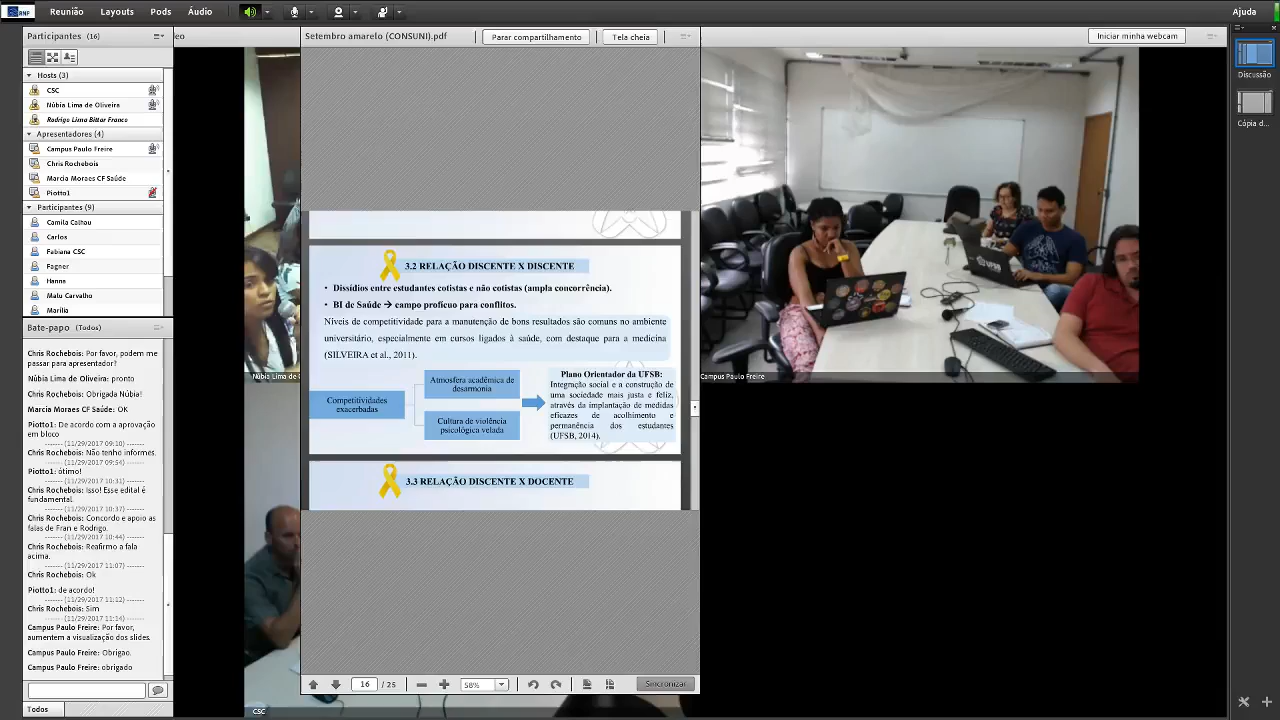 RNP
Reunião
Layouts
Pods
Áudio
Ajuda
Participantes (16)
eo
Hosts (3)
CSC
Núbia Lima de Oliveira
Rodrigo Lima Bittar Franco
Apresentadores (4)
Campus Paulo Freire
Chris Rochebois
Marcia Moraes CF Saúde
Piotto1
Participantes (9)
Camila Calhau
Carlos
Fabiana CSC
Fagner
Hanna
Malu Carvalho
Marília
Bate-papo (Todos)
Chris Rochebois: Por favor, podem me
passar para apresentador?
Núbia Lima de Oliveira: pronto
Chris Rochebois: Obrigada Núbia!
Marcia Moraes CF Saúde: OK
Piotto1: De acordo com a aprovação
em bloco
------- (11/29/2017 09:10) -------
Chris Rochebois: Não tenho informes.
------- (11/29/2017 09:54) -------
Piotto1: ótimo!
------- (11/29/2017 10:31) -------
Chris Rochebois: Isso! Esse edital é
fundamental.
------- (11/29/2017 10:37) -------
Chris Rochebois: Concordo e apoio as
falas de Fran e Rodrigo.
------- (11/29/2017 10:44) -------
Chris Rochebois: Reafirmo a fala
acima.
------- (11/29/2017 11:07) -------
Chris Rochebois: Ok
Piotto1: de acordo!
------- (11/29/2017 11:12) -------
Chris Rochebois: Sim
------- (11/29/2017 11:14) -------
Campus Paulo Freire: Por favor,
aumentem a visualização dos slides.
Campus Paulo Freire: Obrigao.
Campus Paulo Freire: obrigado
Todos
Núbia Lima de O
CSC
Setembro amarelo (CONSUNI).pdf
Parar compartilhamento
Tela cheia
3.2 RELAÇÃO DISCENTE X DISCENTE
• Dissídios entre estudantes cotistas e não cotistas (ampla concorrência).
• BI de Saúde → campo profícuo para conflitos.
Níveis de competitividade para a manutenção de bons resultados são comuns no ambiente
universitário, especialmente em cursos ligados à saúde, com destaque para a medicina
(SILVEIRA et al., 2011).
Competitividades
exacerbadas
Atmosfera acadêmica de
desarmonia
Cultura de violência
psicológica velada
Plano Orientador da UFSB:
Integração social e a construção de
uma sociedade mais justa e feliz,
através da implantação de medidas
eficazes de acolhimento e
permanência dos estudantes
(UFSB, 2014).
3.3 RELAÇÃO DISCENTE X DOCENTE
16 / 25
58%
Sincronizar
Iniciar minha webcam
UFSB
Campus Paulo Freire
Discussão
Cópia d...